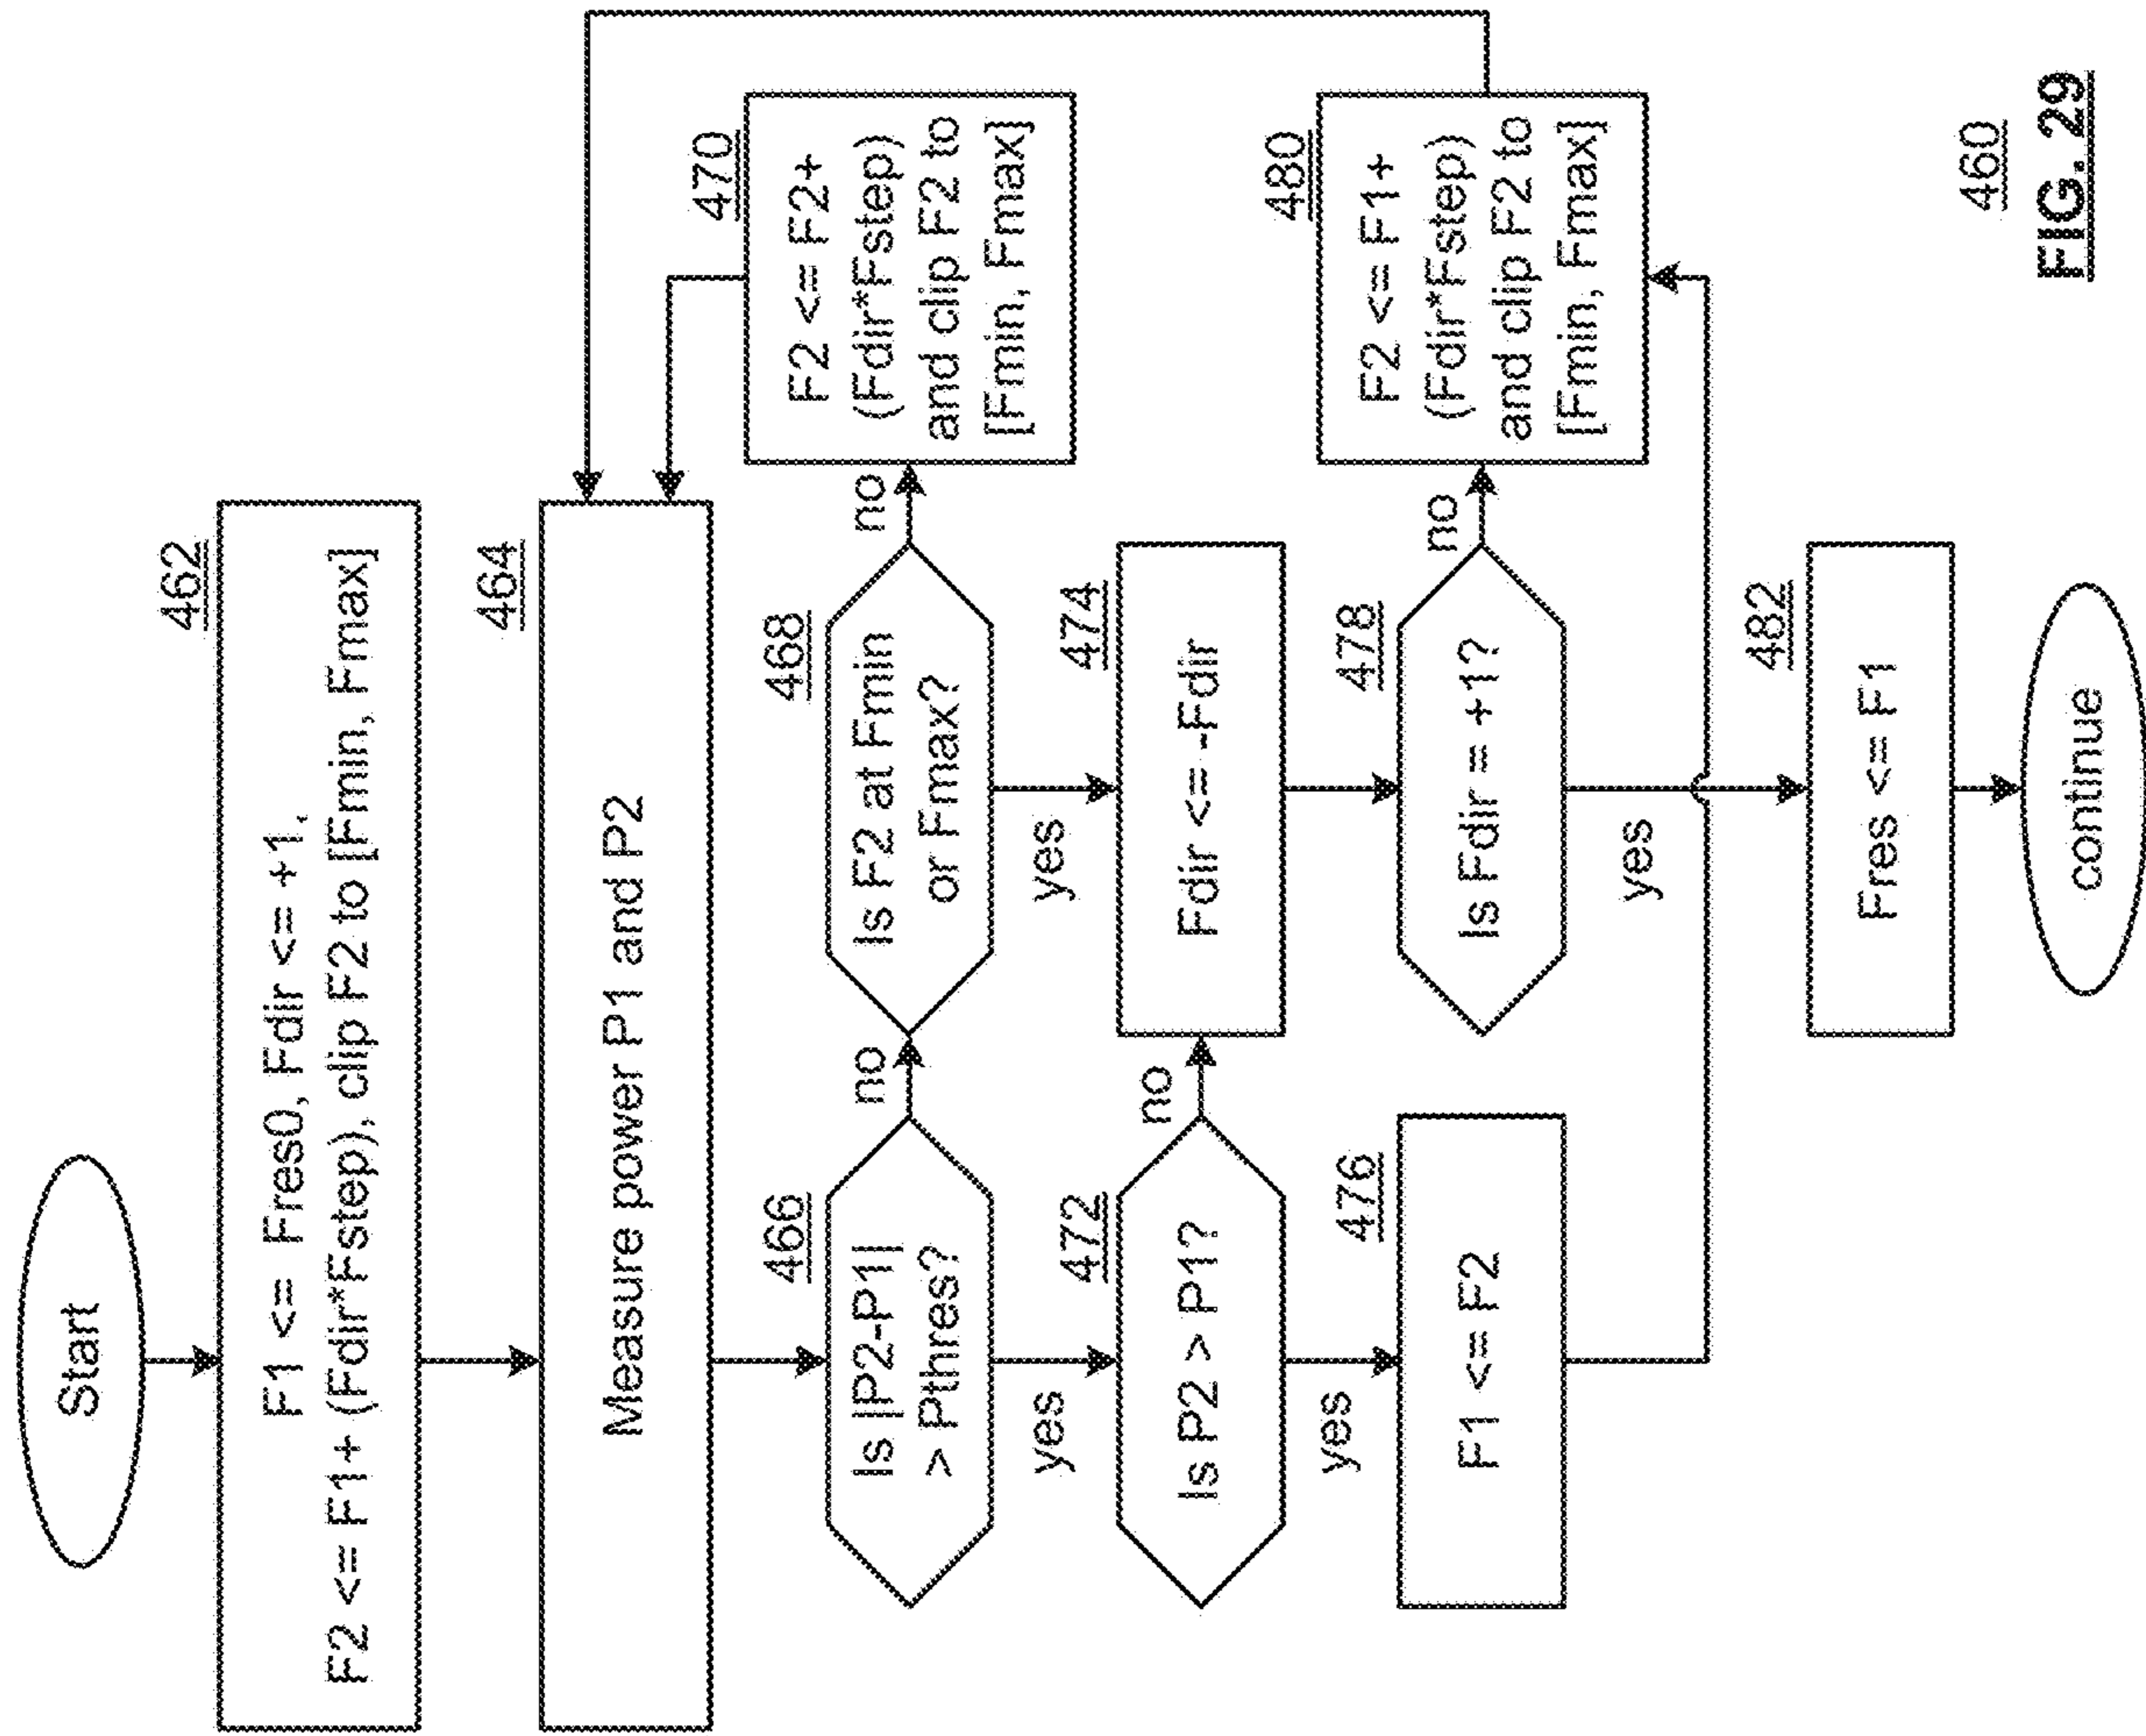 Start
462
F1 <= Fres0, Fdir <= +1,
F2 <= F1+ (Fdir*Fstep), clip F2 to [Fmin, Fmax]
464
Measure power P1 and P2
466
Is |P2-P1|
> Pthres?
no
yes
468
Is F2 at Fmin
or Fmax?
no
yes
470
F2 <= F2+
(Fdir*Fstep)
and clip F2 to
[Fmin, Fmax]
472
Is P2 > P1?
no
yes
474
Fdir <= -Fdir
476
F1 <= F2
478
Is Fdir = +1?
no
yes
480
F2 <= F1+
(Fdir*Fstep)
and clip F2 to
[Fmin, Fmax]
482
Fres <= F1
continue
460
FIG. 29